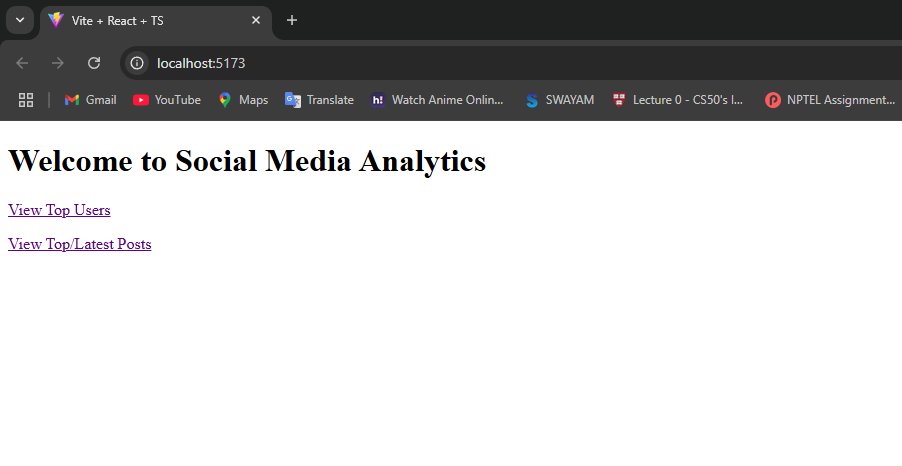 Vite + React + TS
localhost:5173
Gmail YouTube Maps Translate h! Watch Anime Onlin... SWAYAM Lecture 0 - CS50's I... NPTEL Assignment...
Welcome to Social Media Analytics
View Top Users
View Top/Latest Posts